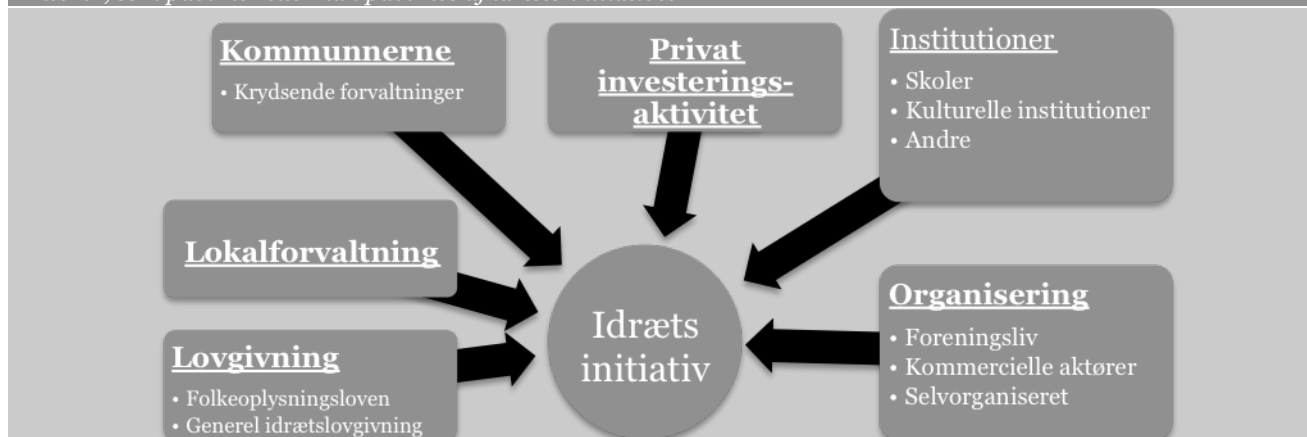 Kommunnerne
• Krydsende forvaltninger
Privat
investerings-
aktivitet
Institutioner
• Skoler
• Kulturelle institutioner
• Andre
Lokalforvaltning
Lovgivning
• Folkeoplysningsloven
• Generel idrætslovgivning
Idræts
initiativ
Organisering
• Foreningsliv
• Kommercielle aktører
• Selvorganiseret